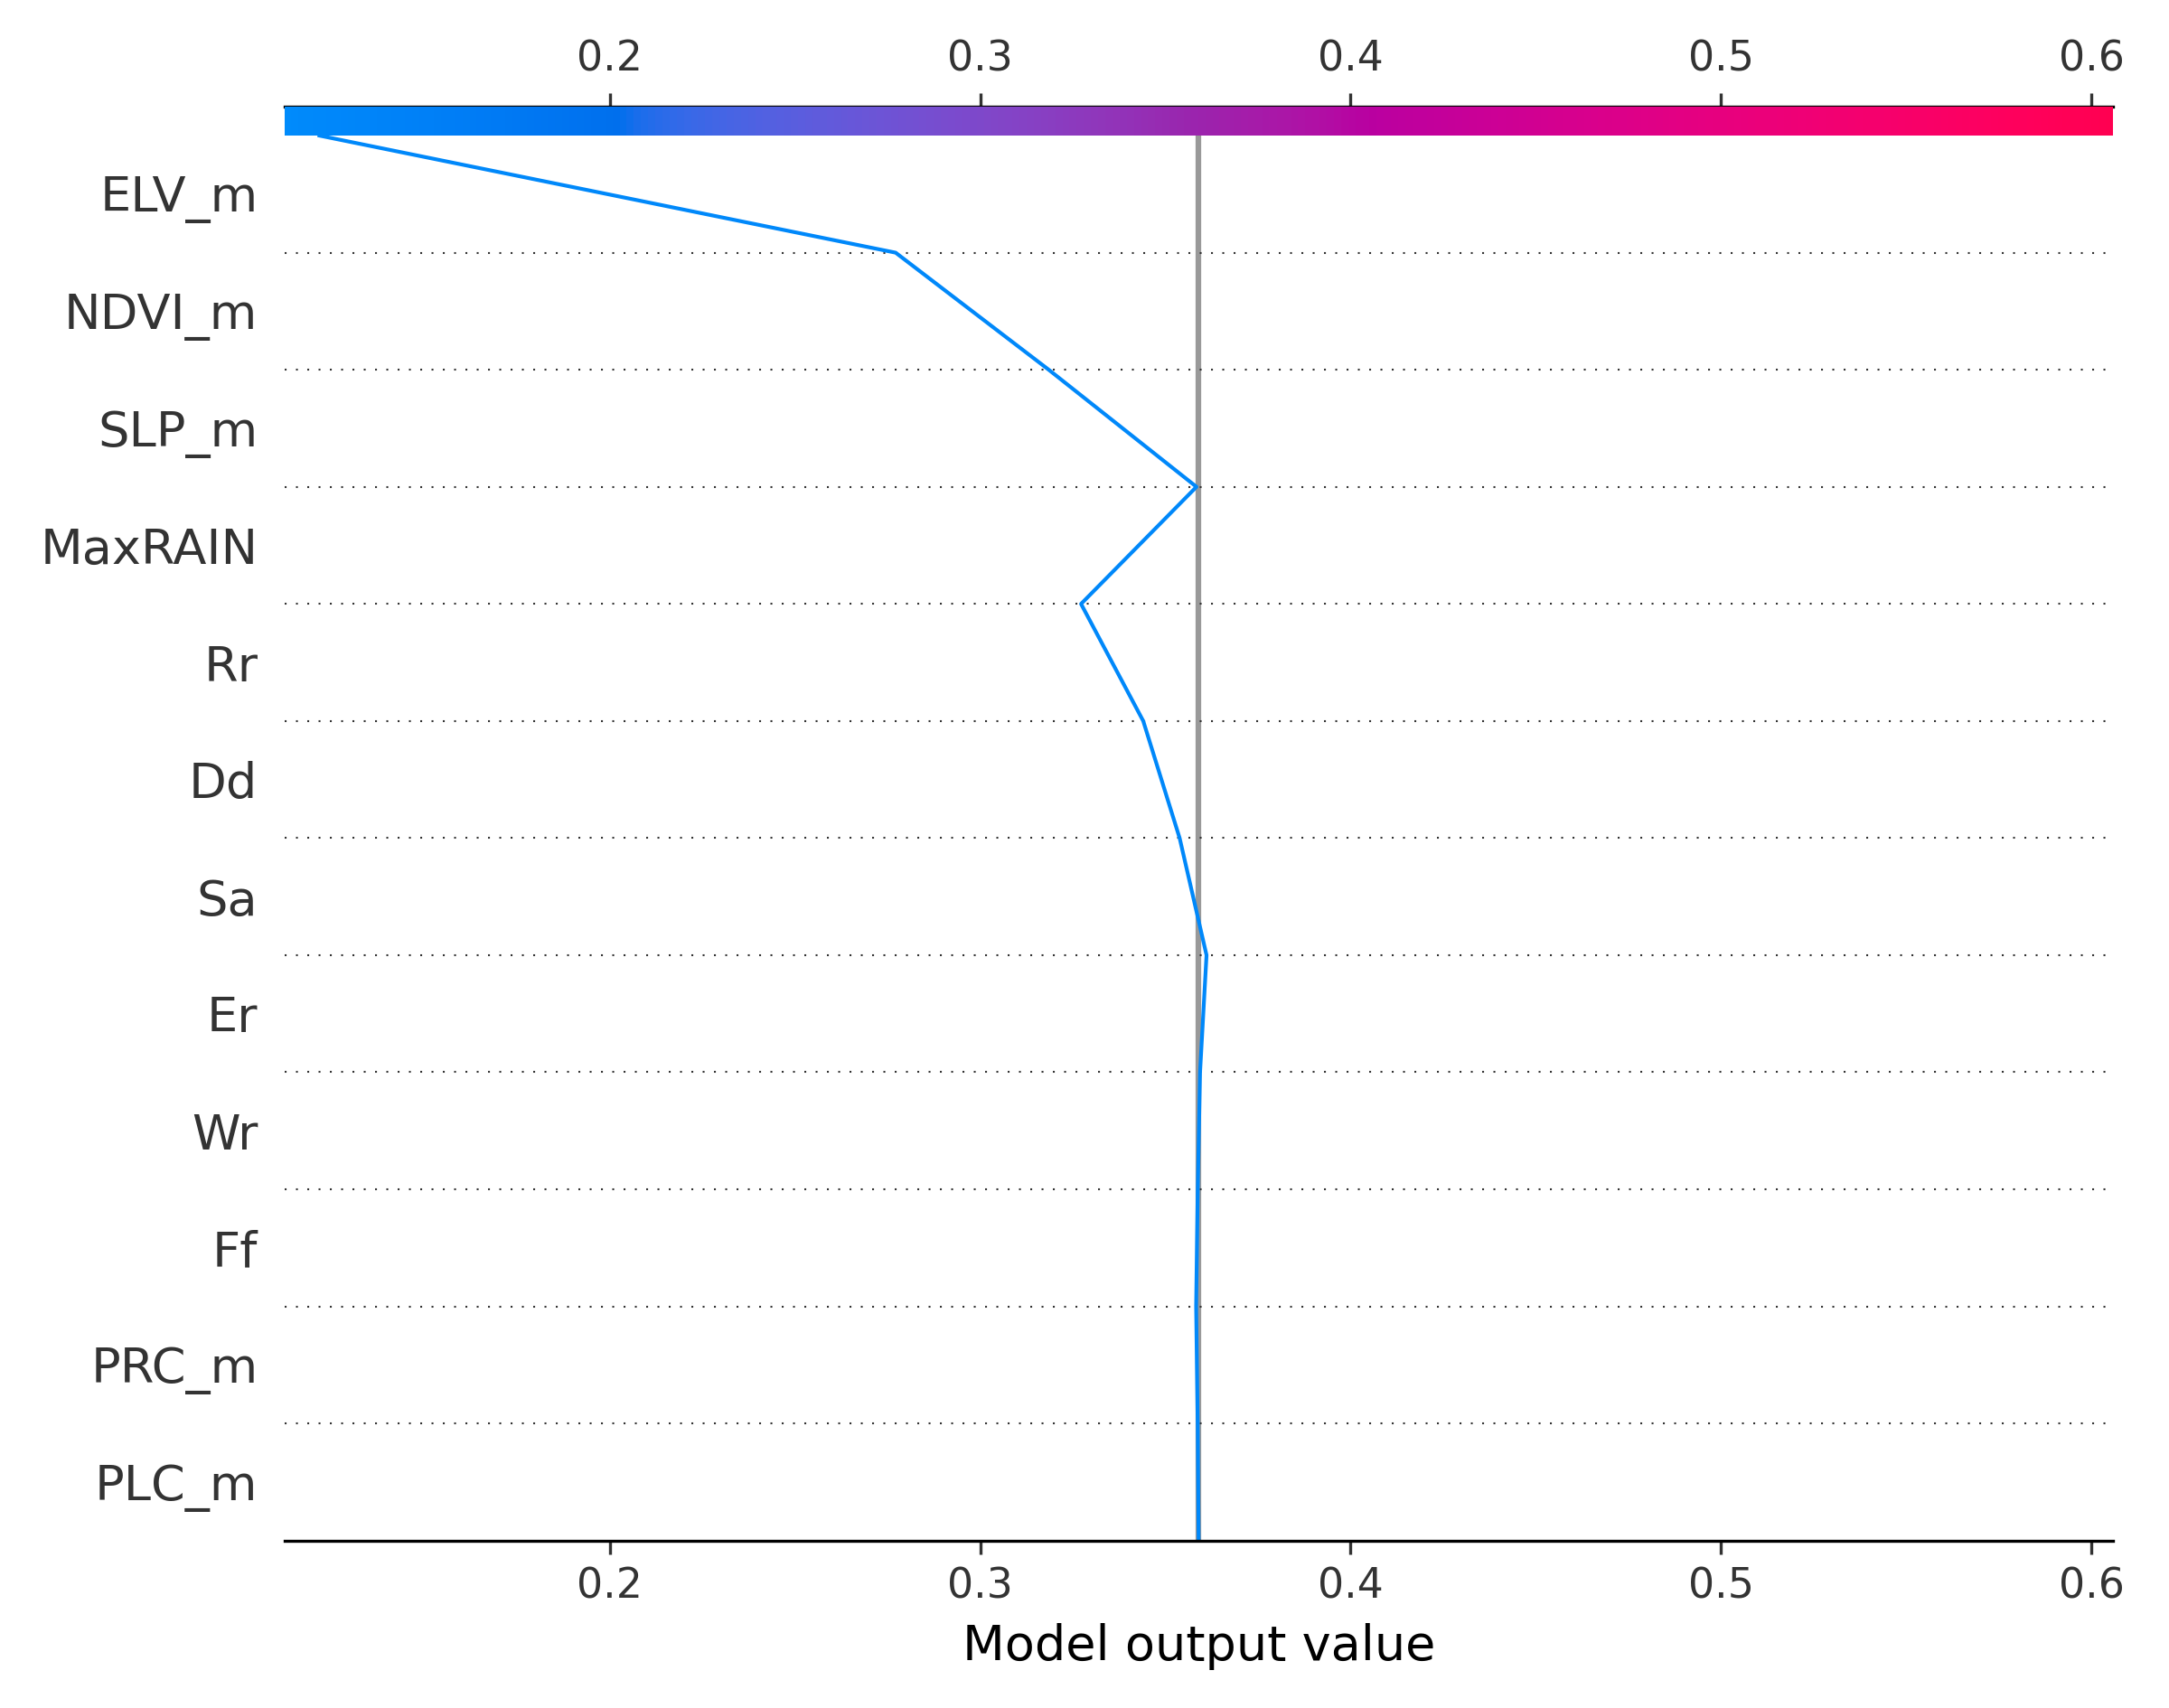 0.2 0.3 0.4 0.5 0.6
ELV_m
NDVI_m
SLP_m
MaxRAIN
Rr
Dd
Sa
Er
Wr
Ff
PRC_m
PLC_m
0.2 0.3 0.4 0.5 0.6
Model output value